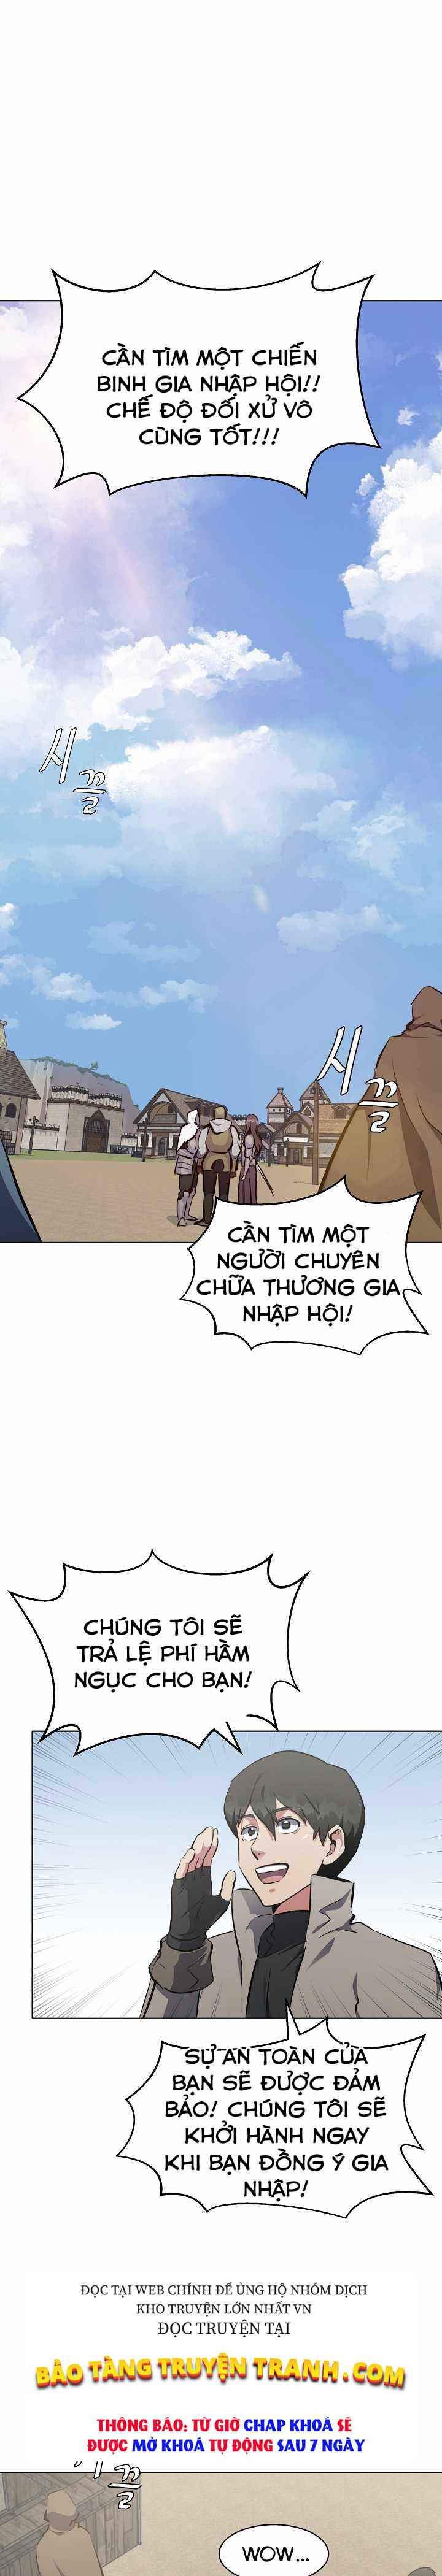 CẦN TÌM MỘT CHIẾN
BINH GIA NHẬP HỘI!!
CHẾ ĐỘ ĐỐI XỬ VÔ
CÙNG TỐT!!!
시
끌
시
끌
CẦN TÌM MỘT
NGƯỜI CHUYÊN
CHỮA THƯƠNG GIA
NHẬP HỘI!
CHÚNG TÔI SẼ
TRẢ LỆ PHÍ HẦM
NGỤC CHO BẠN!
SỰ AN TOÀN CỦA
BẠN SẼ ĐƯỢC ĐẢM
BẢO! CHÚNG TÔI SẼ
KHỞI HÀNH NGAY
KHI BẠN ĐỒNG Ý GIA
NHẬP!
ĐỌC TẠI WEB CHÍNH ĐỂ ỦNG HỘ NHÓM DỊCH
KHO TRUYỆN LỚN NHẤT VN
ĐỌC TRUYỆN TẠI
BẢO TÀNG TRUYỆN TRANH.COM
THÔNG BÁO: TỪ GIỜ CHAP KHOÁ SẼ
ĐƯỢC MỞ KHOÁ TỰ ĐỘNG SAU 7 NGÀY
끌
WOW...